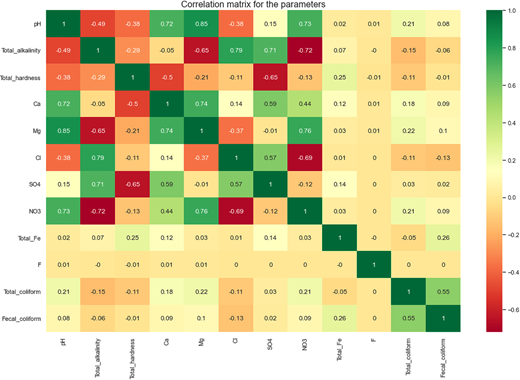 Correlation matrix for the parameters
pH 1 -0.49 -0.38 0.72 0.85 -0.38 0.15 0.73 0.02 0.01 0.21 0.08
Total_alkalinity -0.49 1 -0.29 -0.05 -0.65 0.79 0.71 -0.72 0.07 -0 -0.15 -0.06
Total_hardness -0.38 -0.29 1 -0.5 -0.21 -0.11 -0.65 -0.13 0.25 -0.01 -0.11 -0.01
Ca 0.72 -0.05 -0.5 1 0.74 0.14 0.59 0.44 0.12 0.01 0.18 0.09
Mg 0.85 -0.65 -0.21 0.74 1 -0.37 -0.01 0.76 0.03 0.01 0.22 0.1
Cl -0.38 0.79 -0.11 0.14 -0.37 1 0.57 -0.69 0.01 0 -0.11 -0.13
SO4 0.15 0.71 -0.65 0.59 -0.01 0.57 1 -0.12 0.14 0 0.03 0.02
NO3 0.73 -0.72 -0.13 0.44 0.76 -0.69 -0.12 1 0.03 0 0.21 0.09
Total_Fe 0.02 0.07 0.25 0.12 0.03 0.01 0.14 0.03 1 -0 -0.05 0.26
F 0.01 -0 -0.01 0.01 0.01 0 0 0 -0 1 0 0
Total_coliform 0.21 -0.15 -0.11 0.18 0.22 -0.11 0.03 0.21 -0.05 0 1 0.55
Fecal_coliform 0.08 -0.06 -0.01 0.09 0.1 -0.13 0.02 0.09 0.26 0 0.55 1
pH Total_alkalinity Total_hardness Ca Mg Cl SO4 NO3 Total_Fe F Total_coliform Fecal_coliform
1.0
0.8
0.6
0.4
0.2
0.0
-0.2
-0.4
-0.6